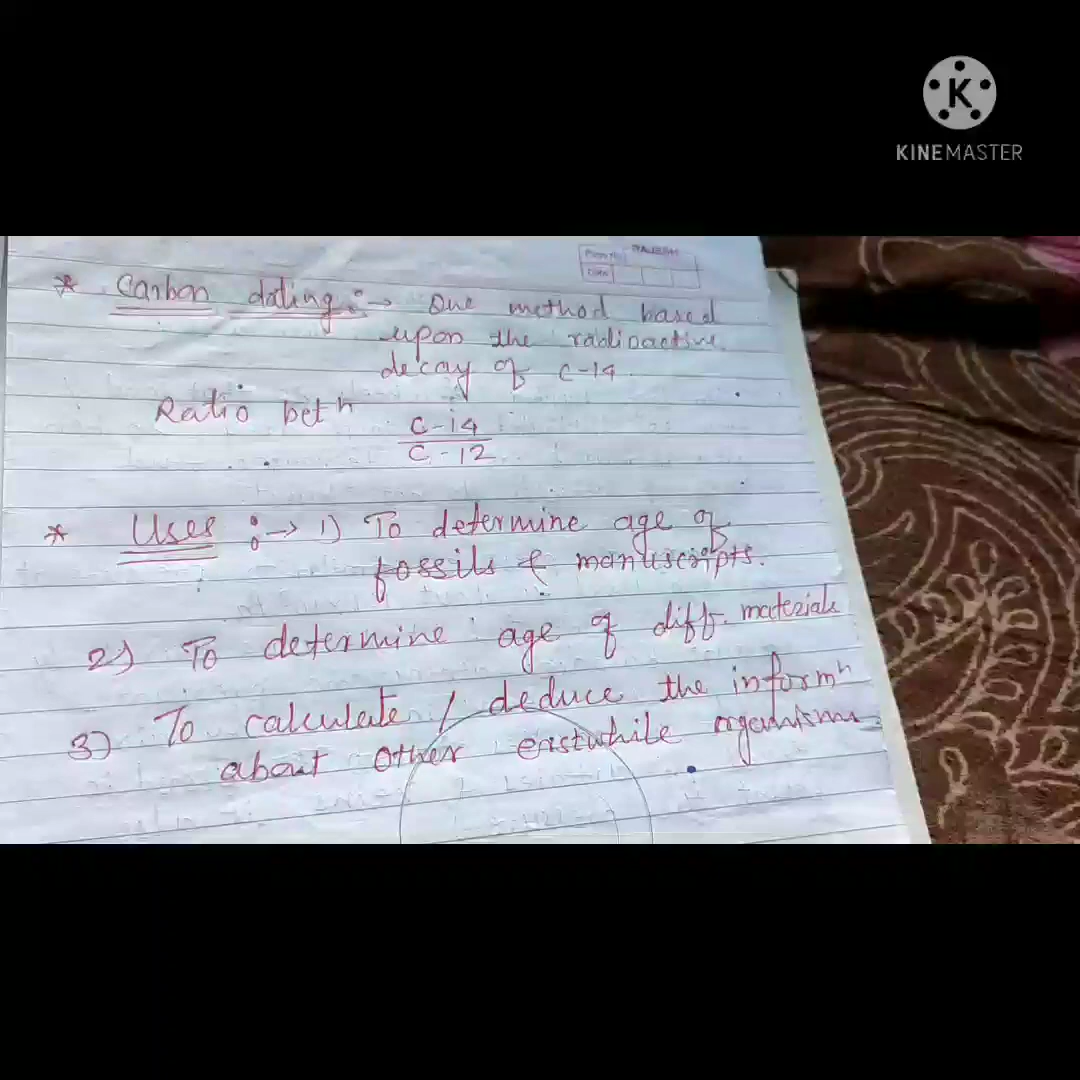 K
KINEMASTER
* Carbon dating :→ One method based
upon the radioactive
decay of C-14
Ratio betn C-14
C-12
* Uses :→ 1) To determine age of
fossils & manuscripts.
2) To determine age of diff. materials
3) To calculate / deduce the informn
about other erstwhile organisms